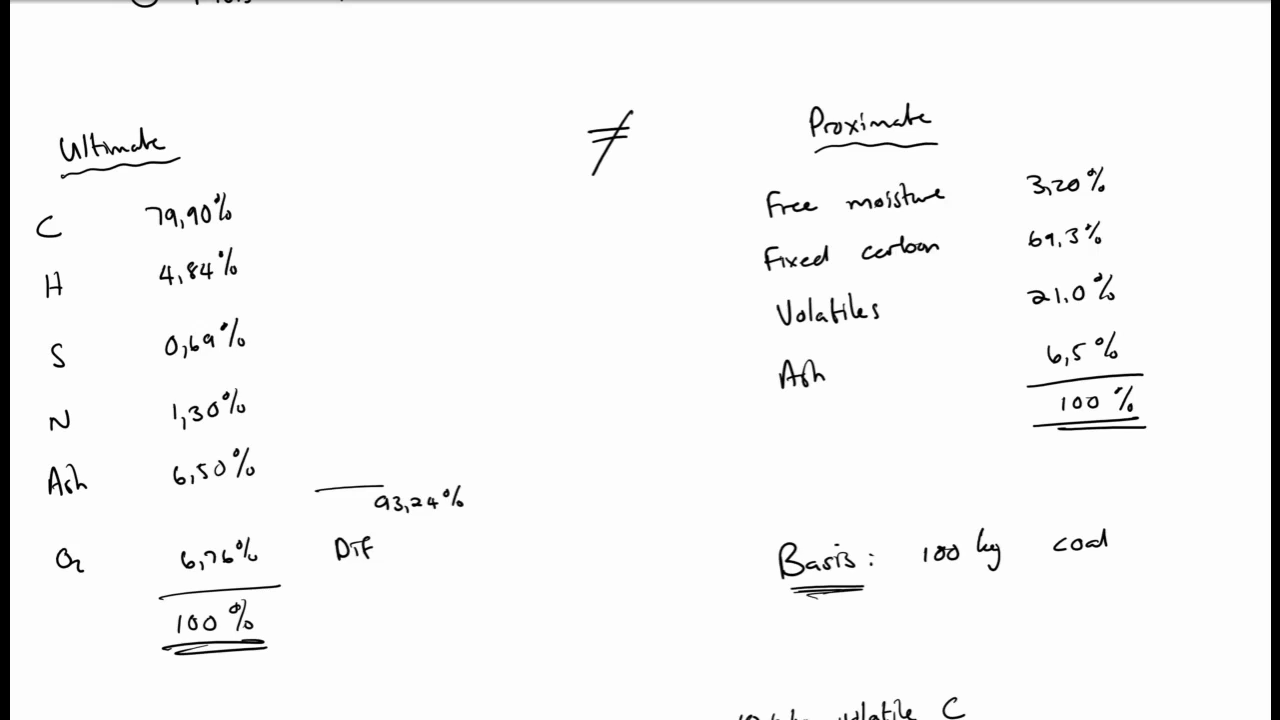 Ultimate
C 79,90%
H 4,84%
S 0,69%
N 1,30%
Ash 6,50%
93,24%
O2 6,76% DIF
100%
≠
Proximate
Free moisture 3,20%
Fixed carbon 69,3%
Volatiles 21,0%
Ash 6,5%
100%
Basis: 100 kg coal
volatile C